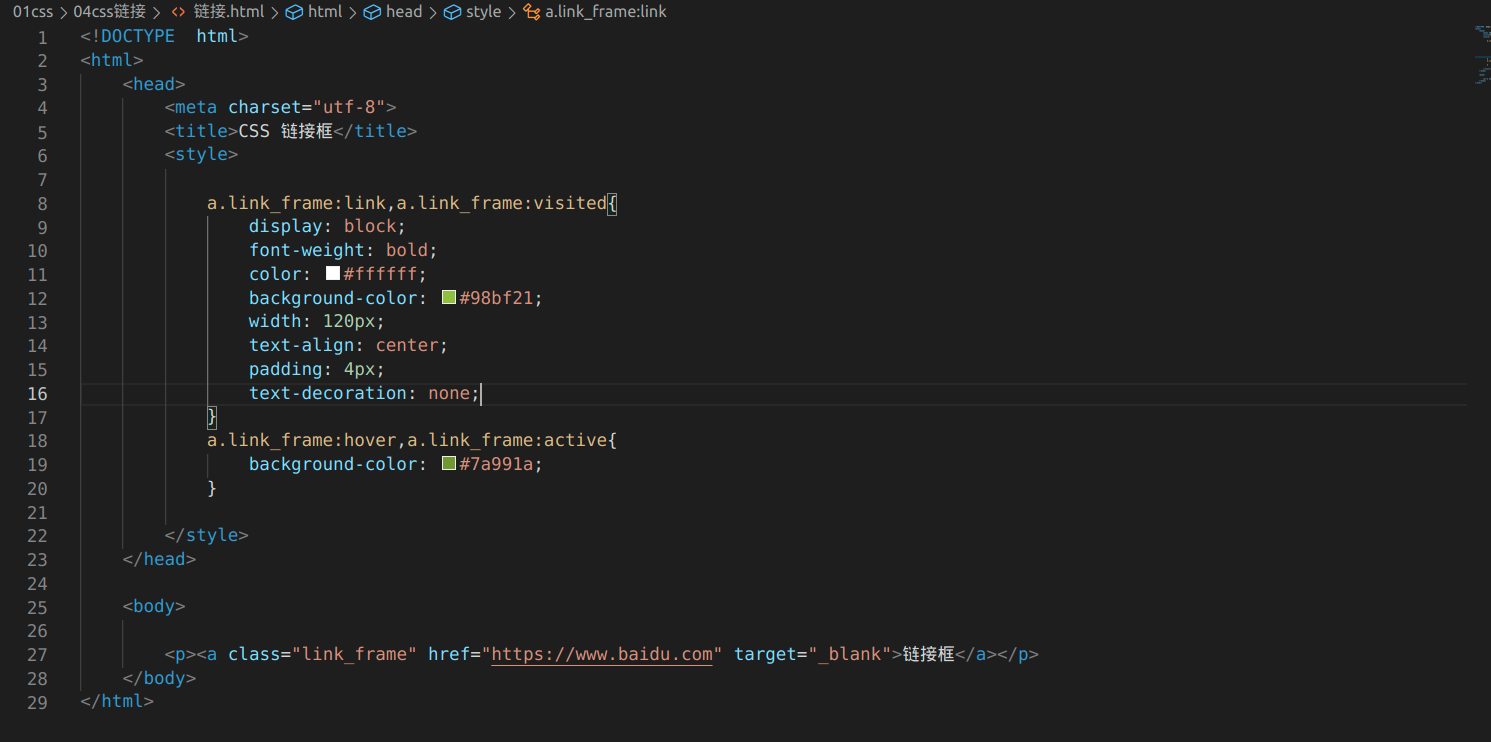 01css > 04css链接 > <> 链接.html > html > head > style > a.link_frame:link
1 <!DOCTYPE  html>
2 <html>
3     <head>
4         <meta charset="utf-8">
5         <title>CSS 链接框</title>
6         <style>
7
8             a.link_frame:link,a.link_frame:visited{
9                 display: block;
10                 font-weight: bold;
11                 color: #ffffff;
12                 background-color: #98bf21;
13                 width: 120px;
14                 text-align: center;
15                 padding: 4px;
16                 text-decoration: none;
17             }
18             a.link_frame:hover,a.link_frame:active{
19                 background-color: #7a991a;
20             }
21
22         </style>
23     </head>
24
25     <body>
26
27         <p><a class="link_frame" href="https://www.baidu.com" target="_blank">链接框</a></p>
28     </body>
29 </html>